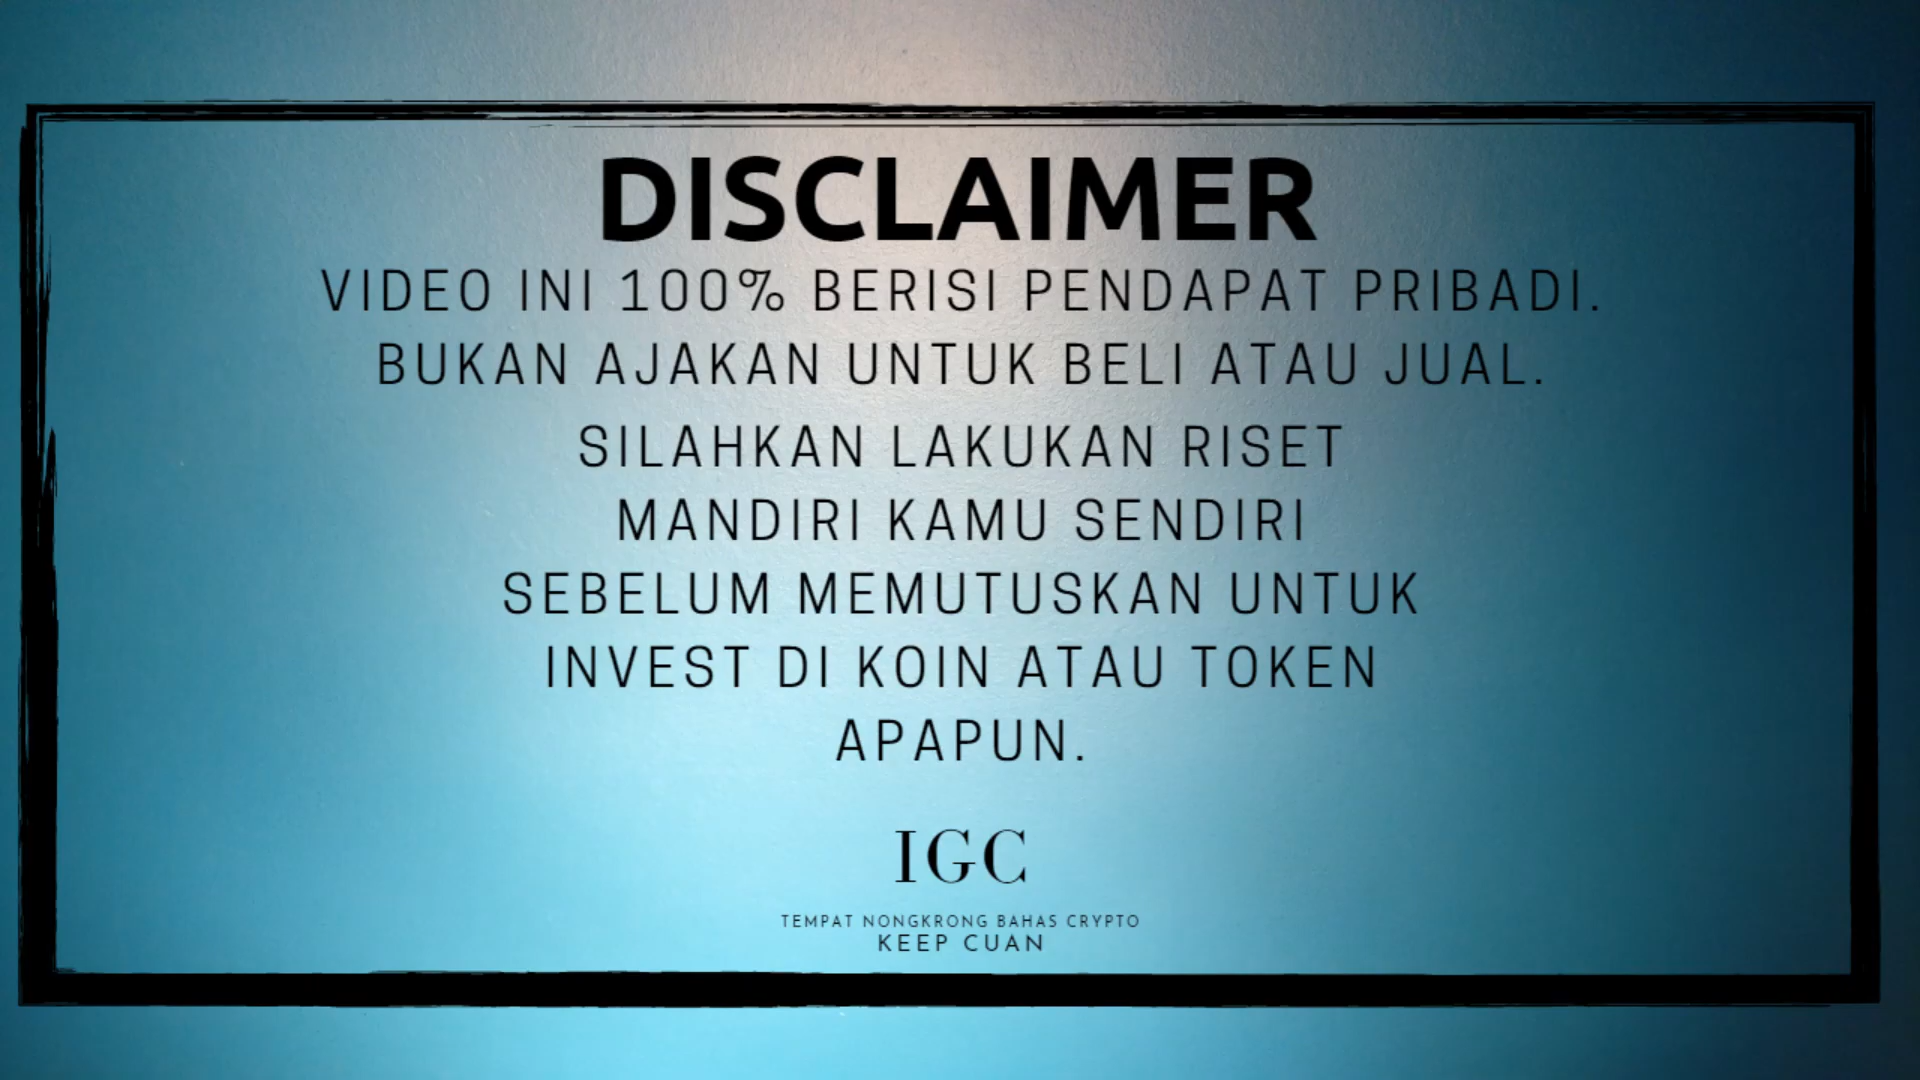 DISCLAIMER
VIDEO INI 100% BERISI PENDAPAT PRIBADI.
BUKAN AJAKAN UNTUK BELI ATAU JUAL.
SILAHKAN LAKUKAN RISET
MANDIRI KAMU SENDIRI
SEBELUM MEMUTUSKAN UNTUK
INVEST DI KOIN ATAU TOKEN
APAPUN.
IGC
TEMPAT NONGKRONG BAHAS CRYPTO
KEEP CUAN